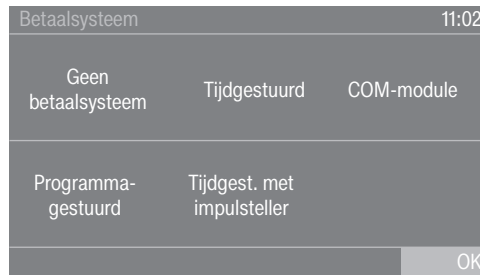 Betaalsysteem 11:02
Geen
betaalsysteem
Tijdgestuurd
COM-module
Programma-
gestuurd
Tijdgest. met
impulsteller
OK